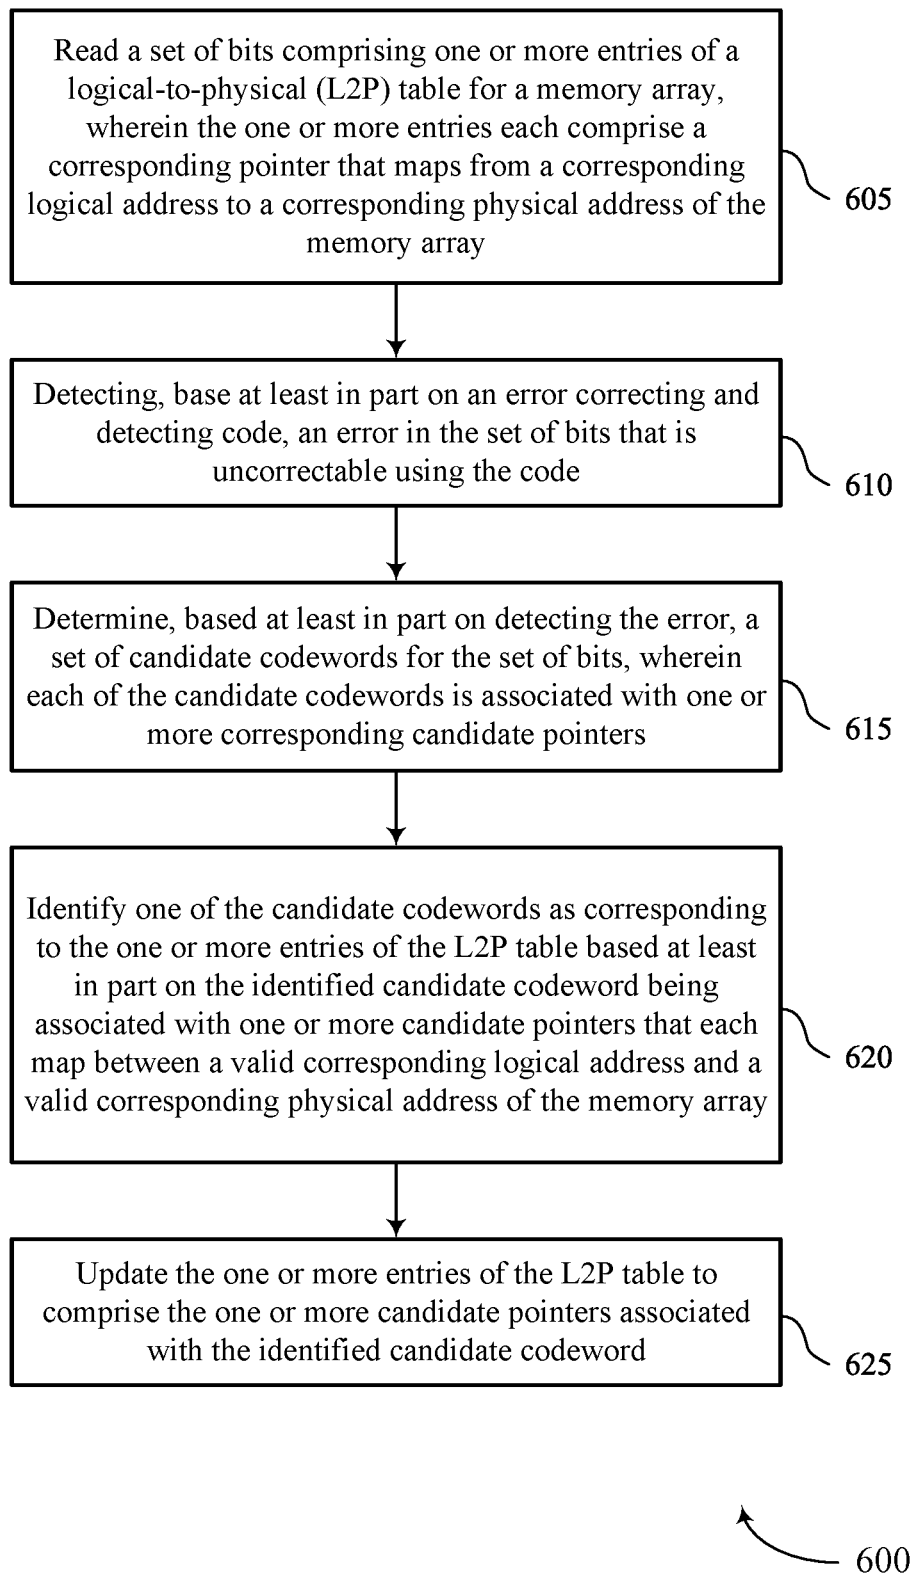 Read a set of bits comprising one or more entries of a
logical-to-physical (L2P) table for a memory array,
wherein the one or more entries each comprise a
corresponding pointer that maps from a corresponding
logical address to a corresponding physical address of the
memory array
605
Detecting, base at least in part on an error correcting and
detecting code, an error in the set of bits that is
uncorrectable using the code
610
Determine, based at least in part on detecting the error, a
set of candidate codewords for the set of bits, wherein
each of the candidate codewords is associated with one or
more corresponding candidate pointers
615
Identify one of the candidate codewords as corresponding
to the one or more entries of the L2P table based at least
in part on the identified candidate codeword being
associated with one or more candidate pointers that each
map between a valid corresponding logical address and a
valid corresponding physical address of the memory array
620
Update the one or more entries of the L2P table to
comprise the one or more candidate pointers associated
with the identified candidate codeword
625
600